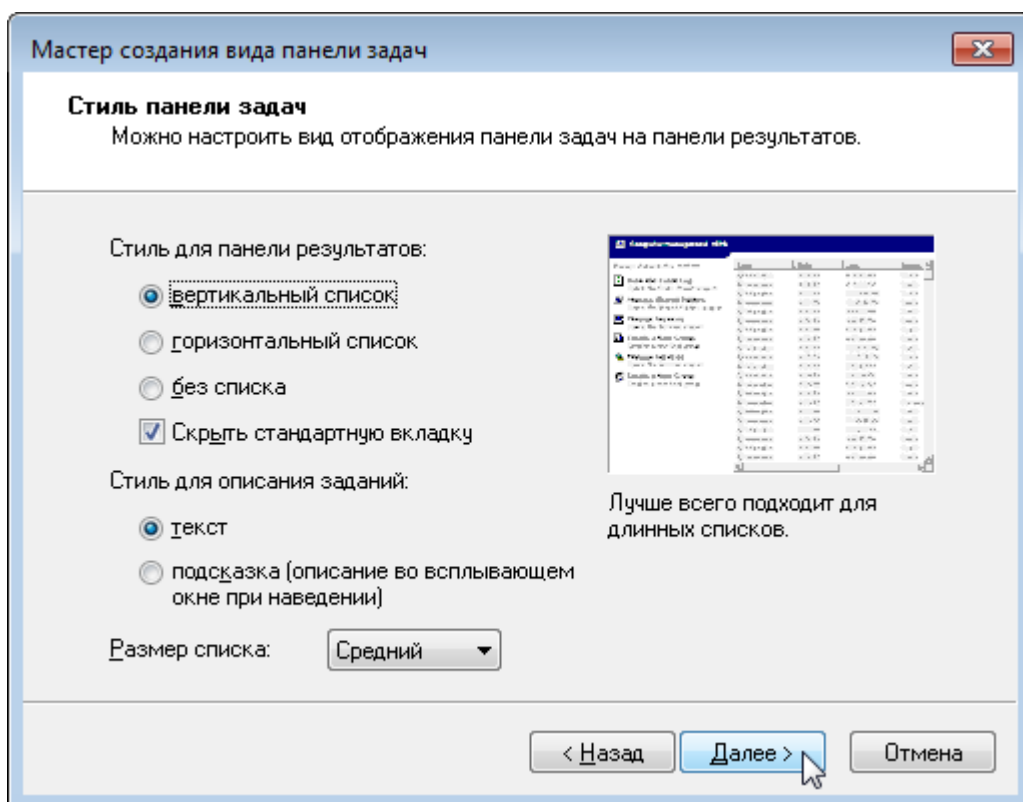 Мастер создания вида панели задач
Стиль панели задач
Можно настроить вид отображения панели задач на панели результатов.
Стиль для панели результатов:
вертикальный список
горизонтальный список
без списка
Скрыть стандартную вкладку
Стиль для описания заданий:
текст
подсказка (описание во всплывающем
окне при наведении)
Размер списка: Средний
Лучше всего подходит для
длинных списков.
< Назад Далее > Отмена